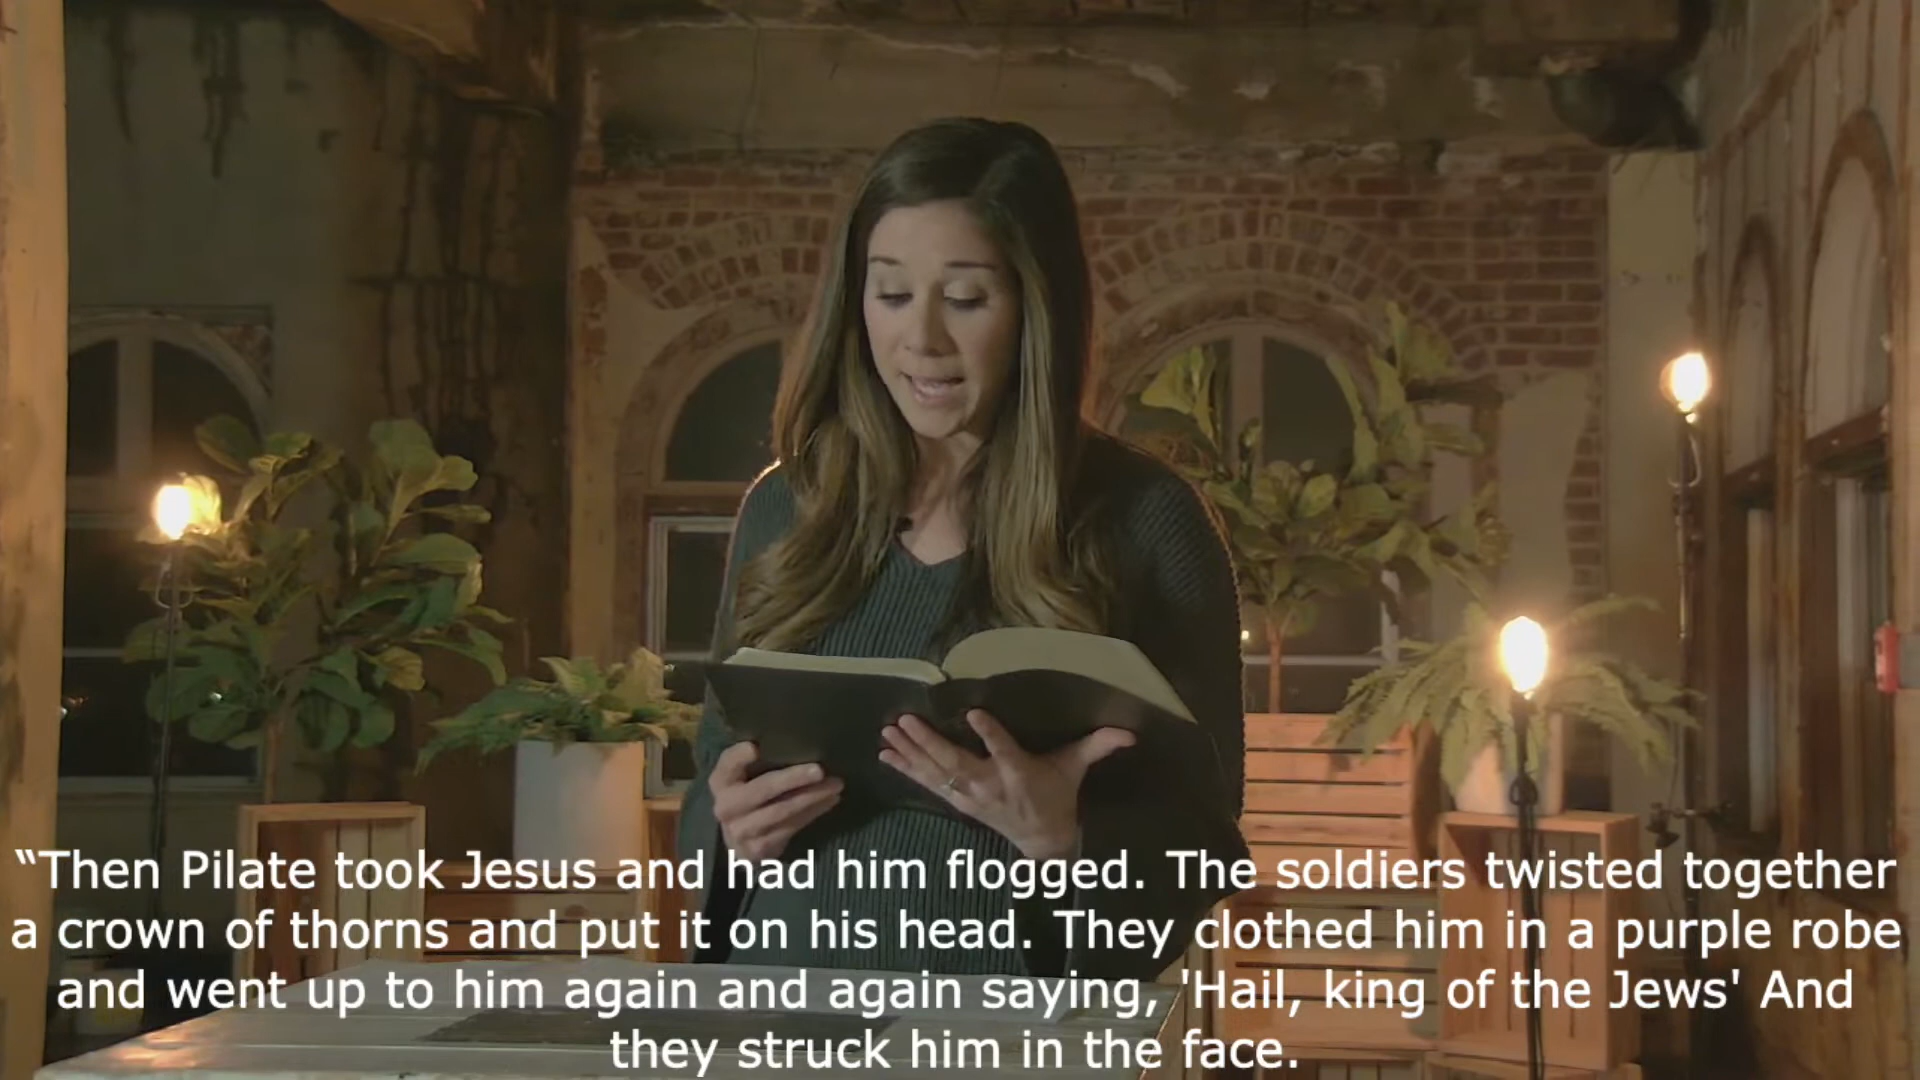 “Then Pilate took Jesus and had him flogged. The soldiers twisted together
a crown of thorns and put it on his head. They clothed him in a purple robe
and went up to him again and again saying, 'Hail, king of the Jews' And
they struck him in the face.